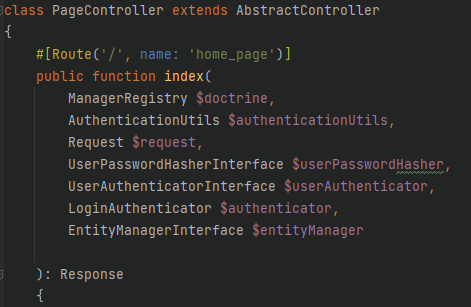 class PageController extends AbstractController
{
#[Route('/', name: 'home_page')]
public function index(
ManagerRegistry $doctrine,
AuthenticationUtils $authenticationUtils,
Request $request,
UserPasswordHasherInterface $userPasswordHasher,
UserAuthenticatorInterface $userAuthenticator,
LoginAuthenticator $authenticator,
EntityManagerInterface $entityManager
): Response
{